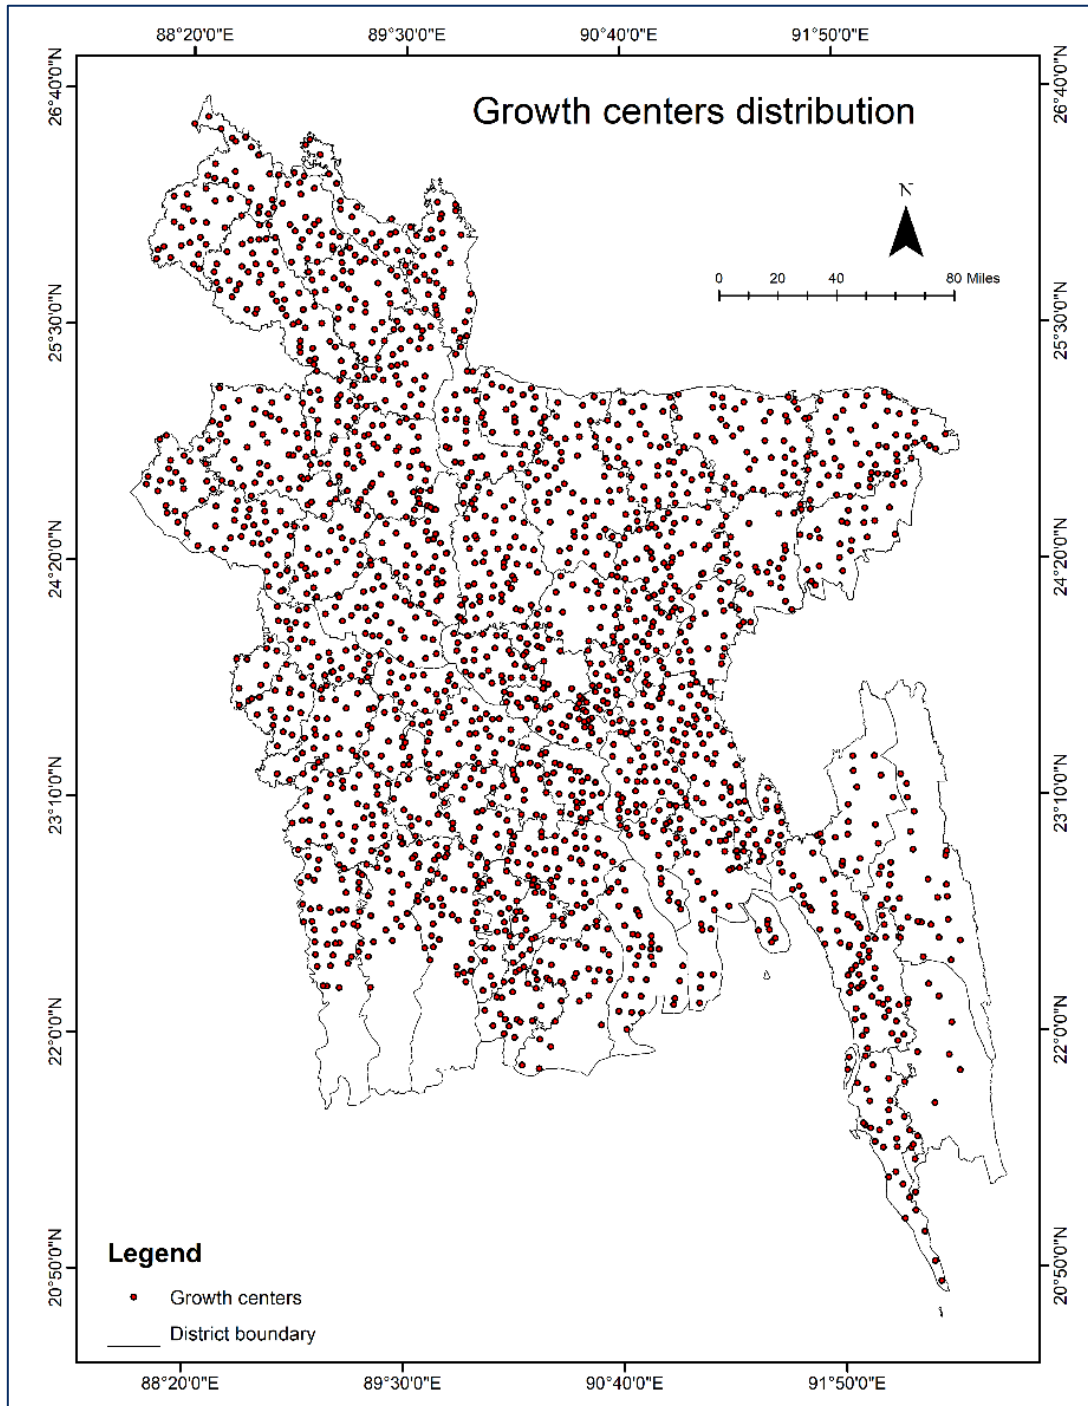 88°20'0"E 89°30'0"E 90°40'0"E 91°50'0"E
26°40'0"N
26°40'0"N
Growth centers distribution
N
0 20 40 80 Miles
25°30'0"N
25°30'0"N
24°20'0"N
24°20'0"N
23°10'0"N
23°10'0"N
22°0'0"N
22°0'0"N
20°50'0"N
20°50'0"N
Legend
Growth centers
District boundary
88°20'0"E 89°30'0"E 90°40'0"E 91°50'0"E